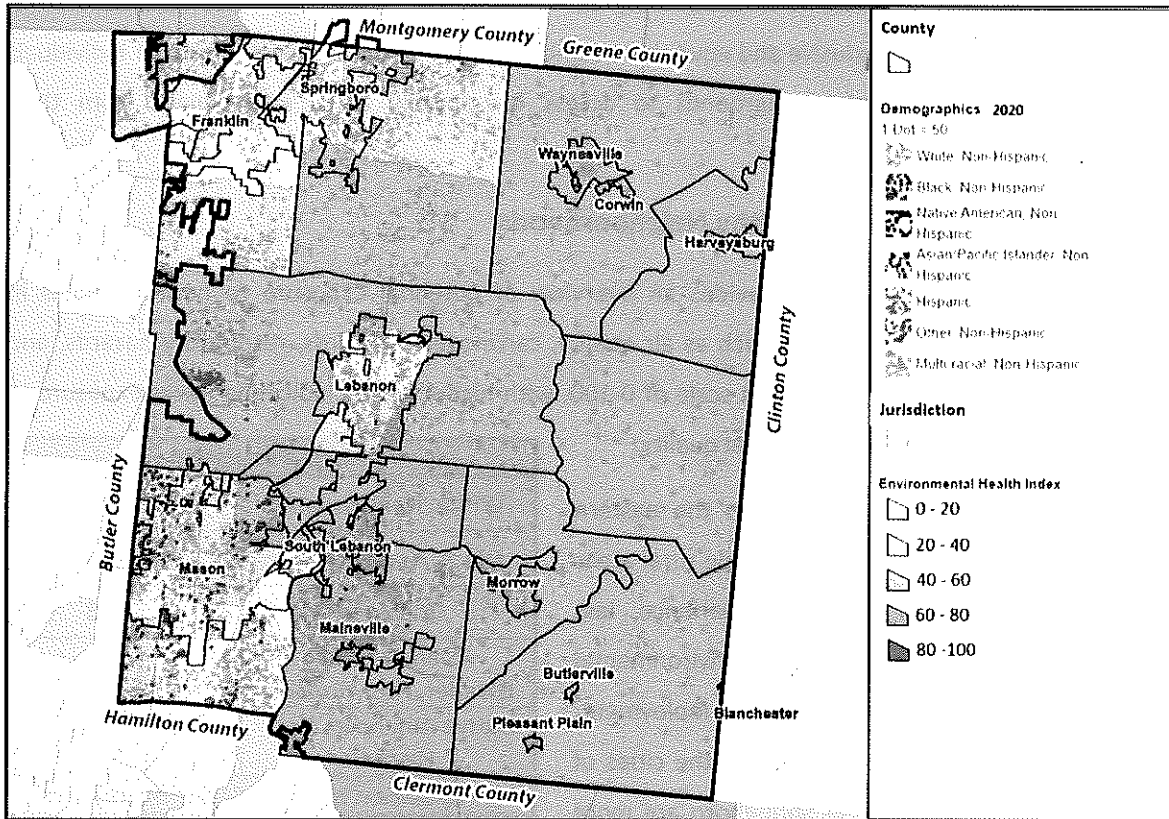 Montgomery County
Greene County
Springboro
Franklin
Waynesville
Corwin
Harveysburg
Lebanon
Clinton County
Butler County
South Lebanon
Mason
Morrow
Maineville
Butlerville
Blanchester
Pleasant Plain
Hamilton County
Clermont County
County
Demographics 2020
1 Dot = 50
White, Non-Hispanic
Black, Non-Hispanic
Native American, Non
Hispanic
Asian/Pacific Islander, Non
Hispanic
Hispanic
Other, Non-Hispanic
Multi-racial, Non-Hispanic
Jurisdiction
Environmental Health Index
0 - 20
20 - 40
40 - 60
60 - 80
80 -100